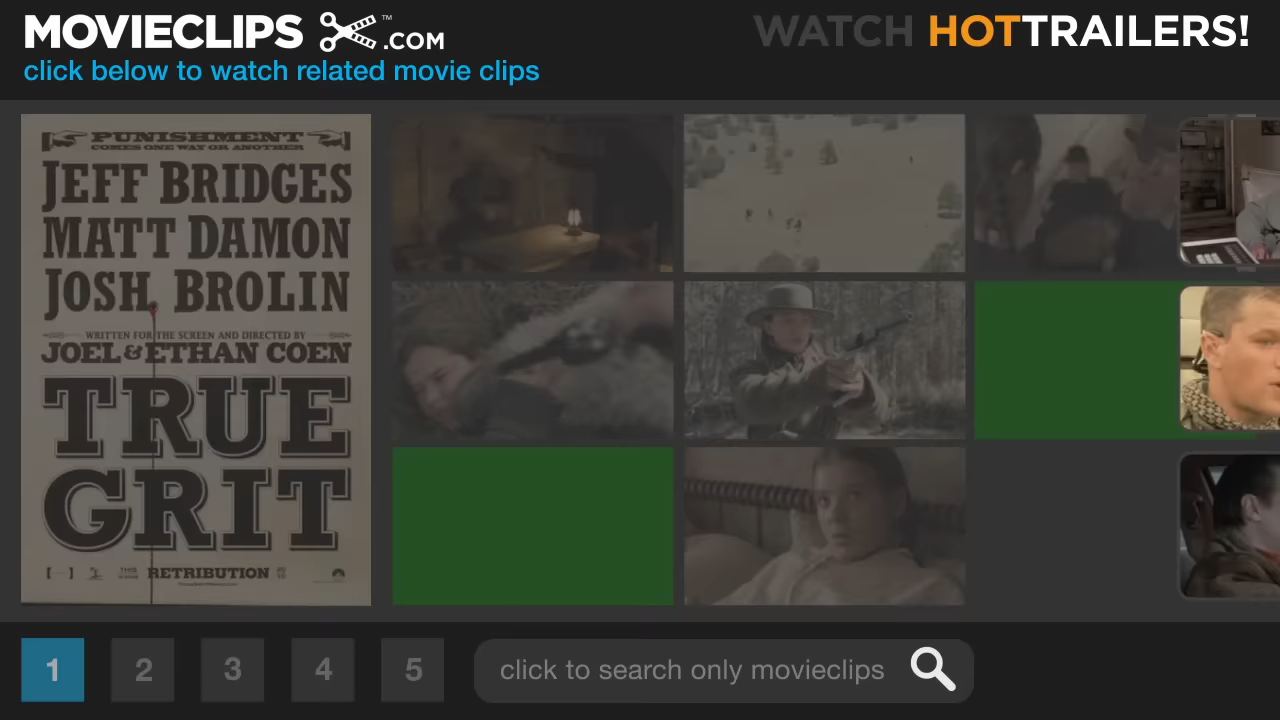 MOVIECLIPS ™ .COM
click below to watch related movie clips
WATCH HOTTRAILERS!
PUNISHMENT
COMES ONE WAY OR ANOTHER
JEFF BRIDGES
MATT DAMON
JOSH BROLIN
WRITTEN FOR THE SCREEN AND DIRECTED BY
JOEL & ETHAN COEN
TRUE
GRIT
RETRIBUTION
1 2 3 4 5
click to search only movieclips